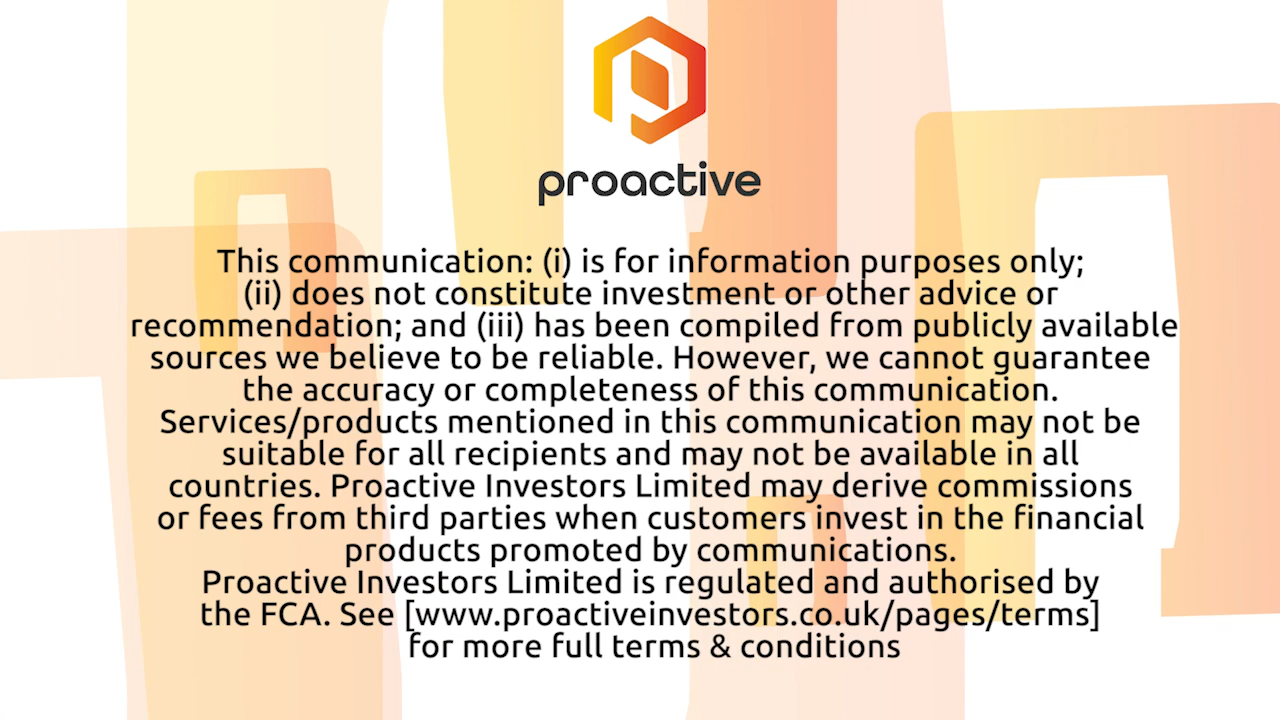 proactive
This communication: (i) is for information purposes only;
(ii) does not constitute investment or other advice or
recommendation; and (iii) has been compiled from publicly available
sources we believe to be reliable. However, we cannot guarantee
the accuracy or completeness of this communication.
Services/products mentioned in this communication may not be
suitable for all recipients and may not be available in all
countries. Proactive Investors Limited may derive commissions
or fees from third parties when customers invest in the financial
products promoted by communications.
Proactive Investors Limited is regulated and authorised by
the FCA. See [www.proactiveinvestors.co.uk/pages/terms]
for more full terms & conditions